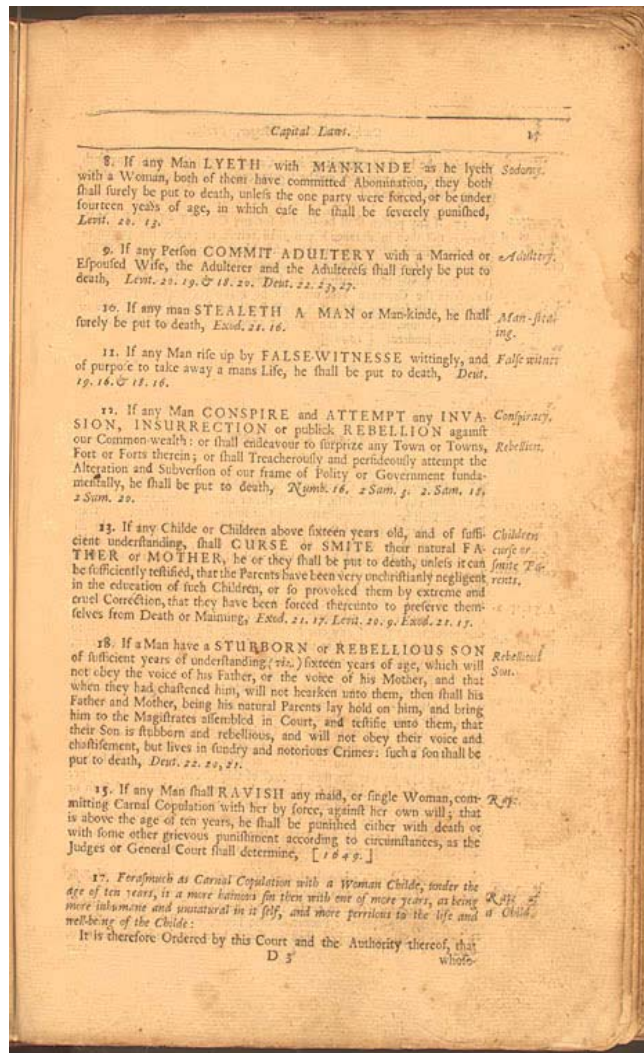 Capital Laws. 15
8. If any Man LYETH with MANKINDE as he lyeth Sodomy.
with a Woman, both of them have committed Abomination, they both
ſhall ſurely be put to death, unleſs the one party were forced, or be under
fourteen years of age, in which caſe he ſhall be ſeverely puniſhed,
Levit. 20. 13.
9. If any Perſon COMMIT ADULTERY with a Married or Adultery.
Eſpouſed Wife, the Adulterer and the Adultereſs ſhall ſurely be put to
death, Levit. 20. 19. & 18. 20. Deut. 22. 23, 27.
10. If any man STEALETH A MAN or Man-kinde, he ſhall Man-ſteal-
ſurely be put to death, Exod. 21. 16. ing.
11. If any Man riſe up by FALSE-WITNESSE wittingly, and Falſe witneſ
of purpoſe to take away a mans Life, he ſhall be put to death, Deut.
19. 16. & 18. 16.
12. If any Man CONSPIRE and ATTEMPT any INVA- Conſpiracy.
SION, INSURRECTION or publick REBELLION againſt
our Common-wealth: or ſhall endeavour to ſurprize any Town or Towns, Rebellion.
Fort or Forts therein; or ſhall Treacherouſly and perfideouſly attempt the
Alteration and Subverſion of our frame of Polity or Government funda-
mentally, he ſhall be put to death, Numb. 16. 2 Sam. 3. 2. Sam. 18.
2 Sam. 20.
13. If any Childe or Children above ſixteen years old, and of ſuffi- Children
cient underſtanding, ſhall CURSE or SMITE their natural FA- curſe or
THER or MOTHER, he or they ſhall be put to death, unleſs it can ſmite Pa-
be ſufficiently teſtified, that the Parents have been very unchriſtianly negligent rents.
in the education of ſuch Children, or ſo provoked them by extreme and
cruel Correction, that they have been forced thereunto to preſerve them-
ſelves from Death or Maiming, Exod. 21. 17. Levit. 20. 9. Exod. 21. 15.
18. If a Man have a STUBBORN or REBELLIOUS SON Rebellious
of ſufficient years of underſtanding (viz.) ſixteen years of age, which will Son.
not obey the voice of his Father, or the voice of his Mother, and that
when they had chaſtened him, will not hearken unto them, then ſhall his
Father and Mother, being his natural Parents lay hold on him, and bring
him to the Magiſtrates aſſembled in Court, and teſtifie unto them, that
their Son is ſtubborn and rebellious, and will not obey their voice and
chaſtiſement, but lives in ſundry and notorious Crimes: ſuch a ſon ſhall be
put to death, Deut. 22. 20, 21.
15. If any Man ſhall RAVISH any maid, or ſingle Woman, com- Rape
mitting Carnal Copulation with her by force, againſt her own will; that
is above the age of ten years, he ſhall be puniſhed either with death or
with ſome other grievous puniſhment according to circumſtances, as the
Judges or General Court ſhall determine, [1649.]
17. Foraſmuch as Carnal Copulation with a Woman Childe, under the
age of ten years, is a more hainous ſin then with one of more years, as being Rape of
more inhumane and unnatural in it ſelf, and more perrilous to the life and a Child.
well-being of the Childe:
It is therefore Ordered by this Court and the Authority thereof, that
D 3 whoſo-